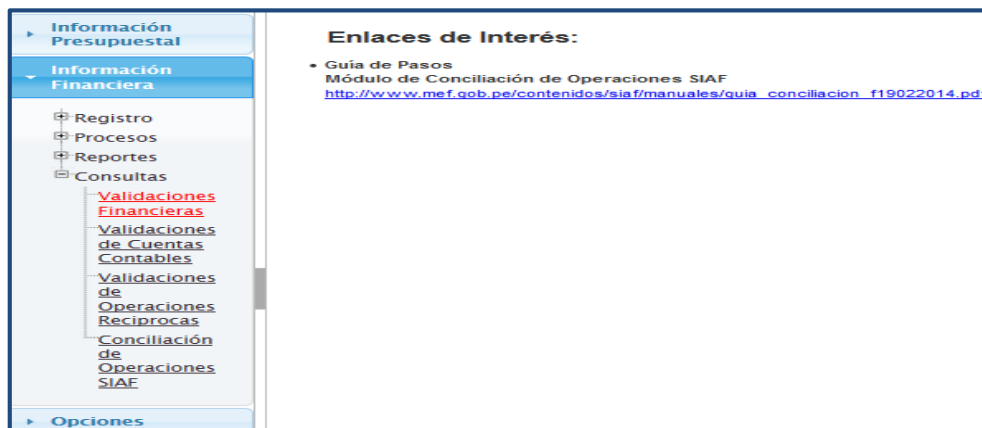 Información
Presupuestal
Información
Financiera
Registro
Procesos
Reportes
Consultas
Validaciones
Financieras
Validaciones
de Cuentas
Contables
Validaciones
de
Operaciones
Reciprocas
Conciliación
de
Operaciones
SIAF
Opciones
Enlaces de Interés:
• Guía de Pasos
Módulo de Conciliación de Operaciones SIAF
http://www.mef.gob.pe/contenidos/siaf/manuales/guia_conciliacion_f19022014.pdf